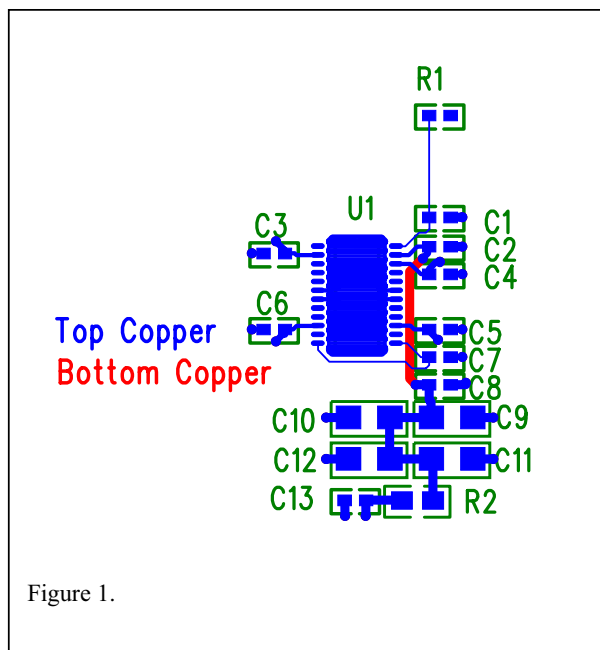 R1
U1
C3
C1
C2
C4
C6
Top Copper
Bottom Copper
C5
C7
C8
C10
C9
C12
C11
C13
R2
Figure 1.